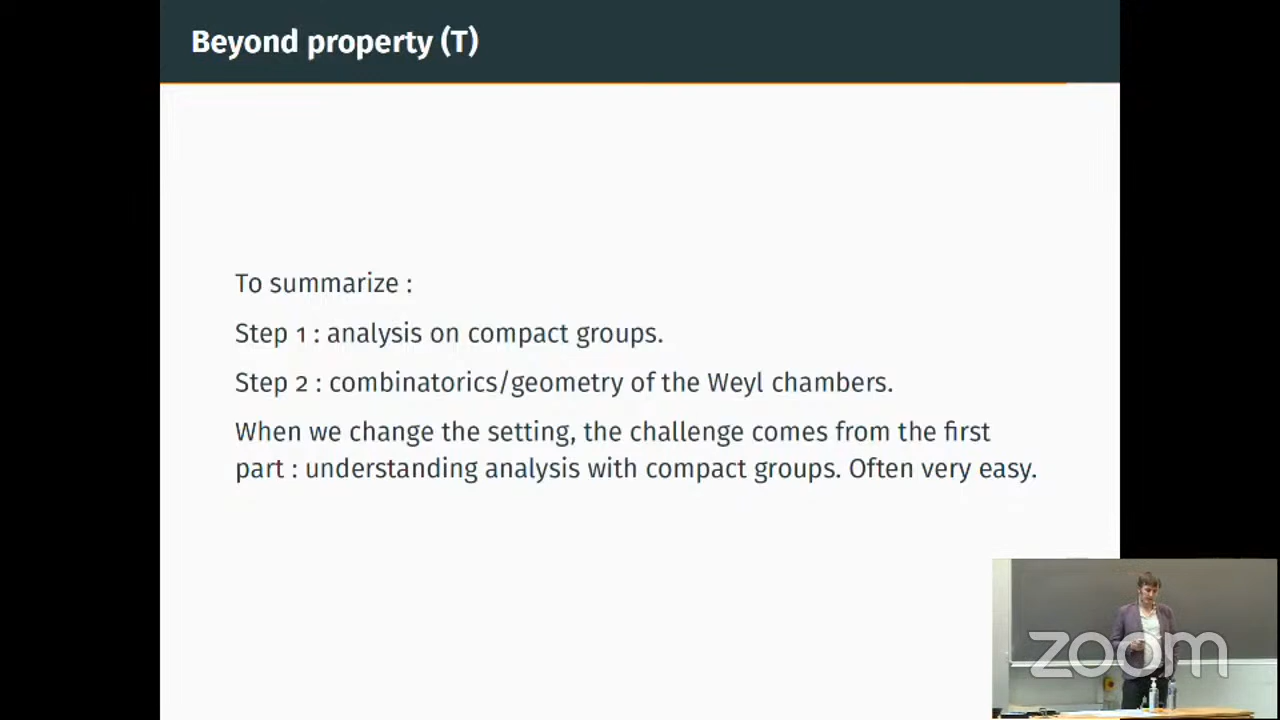 Beyond property (T)
To summarize :
Step 1 : analysis on compact groups.
Step 2 : combinatorics/geometry of the Weyl chambers.
When we change the setting, the challenge comes from the first
part : understanding analysis with compact groups. Often very easy.
zoom